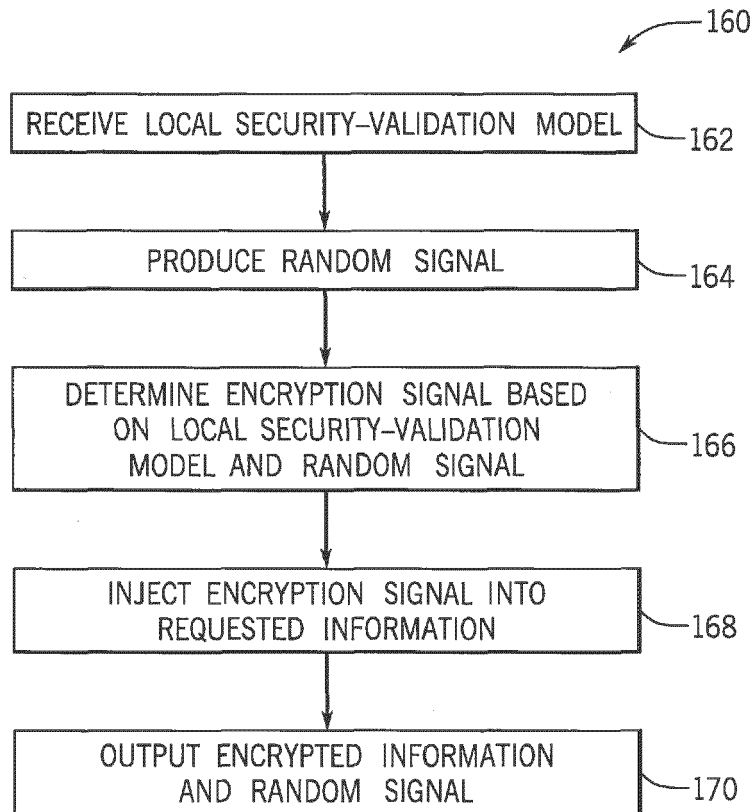 160
RECEIVE LOCAL SECURITY–VALIDATION MODEL
162
PRODUCE RANDOM SIGNAL
164
DETERMINE ENCRYPTION SIGNAL BASED
ON LOCAL SECURITY–VALIDATION
MODEL AND RANDOM SIGNAL
166
INJECT ENCRYPTION SIGNAL INTO
REQUESTED INFORMATION
168
OUTPUT ENCRYPTED INFORMATION
AND RANDOM SIGNAL
170